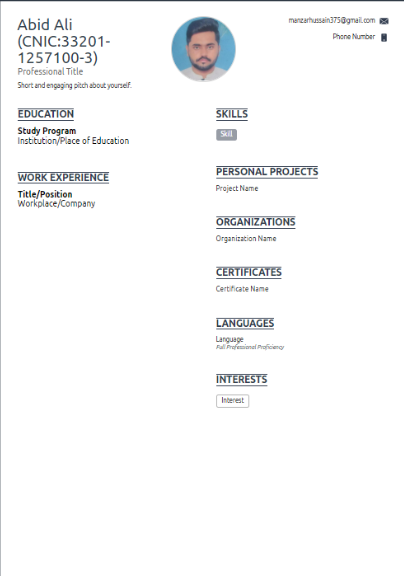 Abid Ali
(CNIC:33201-
1257100-3)
Professional Title
Short and engaging pitch about yourself.
manzarhussain375@gmail.com
Phone Number
EDUCATION
Study Program
Institution/Place of Education
WORK EXPERIENCE
Title/Position
Workplace/Company
SKILLS
Skill
PERSONAL PROJECTS
Project Name
ORGANIZATIONS
Organization Name
CERTIFICATES
Certificate Name
LANGUAGES
Language
Full Professional Proficiency
INTERESTS
Interest